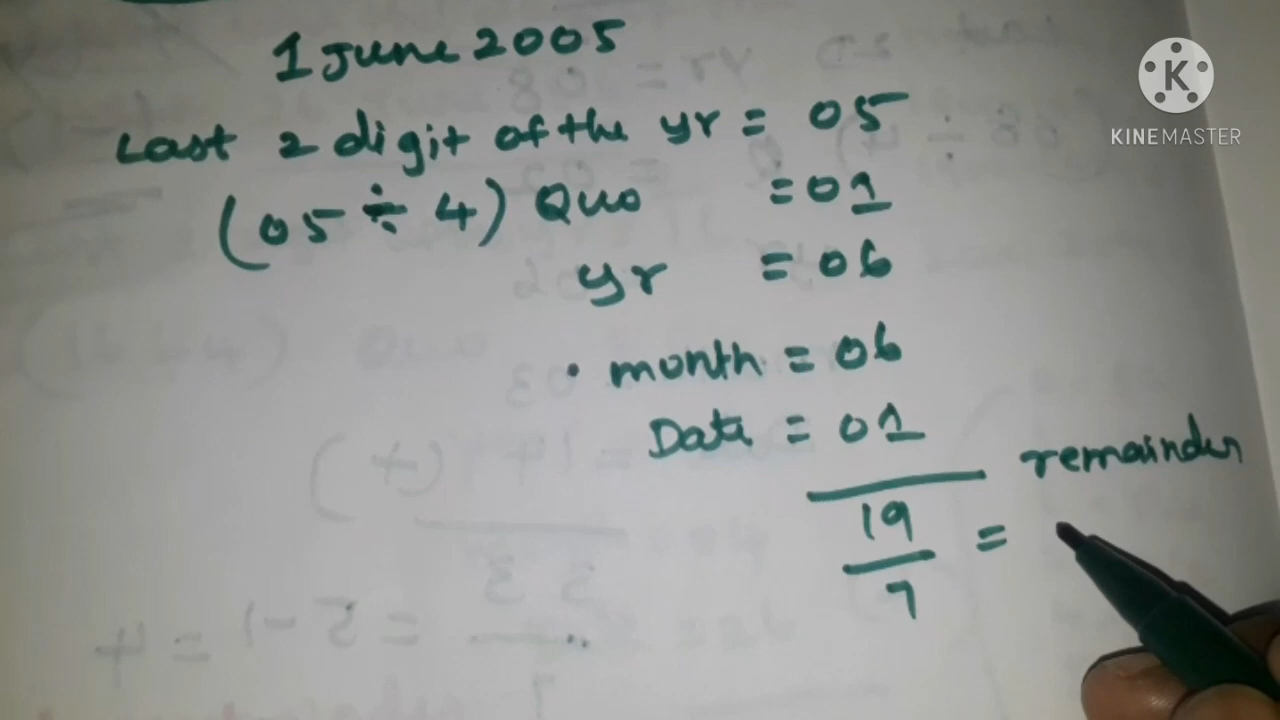 1 June 2005
Last 2 digit of the yr = 05
(05 ÷ 4) Quo = 01
yr = 06
month = 06
Date = 01
remainder
19
7 =
KINEMASTER